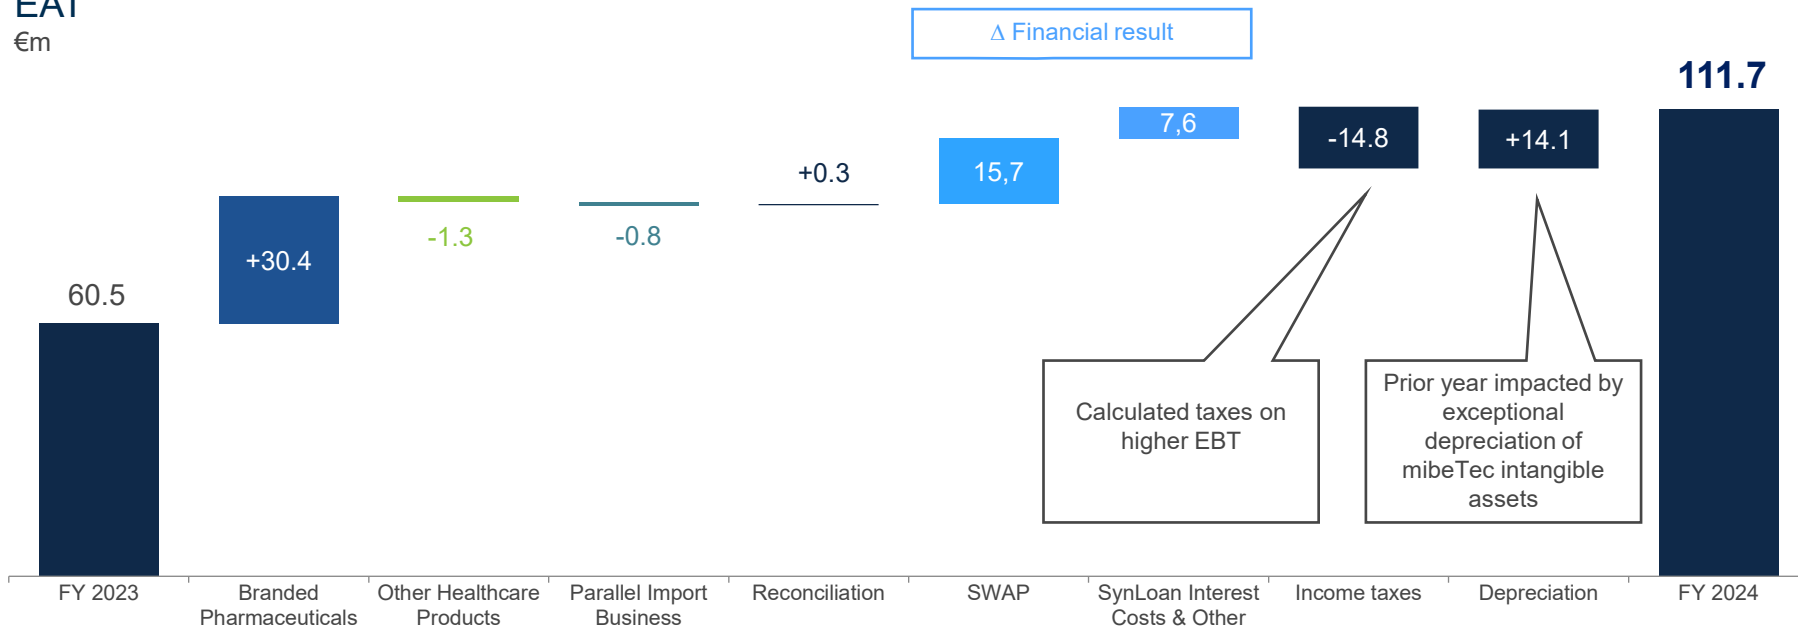 EAT
€m
Δ Financial result
111.7
7,6
-14.8
+14.1
15,7
+0.3
-1.3
-0.8
+30.4
60.5
Calculated taxes on
higher EBT
Prior year impacted by
exceptional
depreciation of
mibeTec intangible
assets
FY 2023
Branded
Pharmaceuticals
Other Healthcare
Products
Parallel Import
Business
Reconciliation
SWAP
SynLoan Interest
Costs & Other
Income taxes
Depreciation
FY 2024